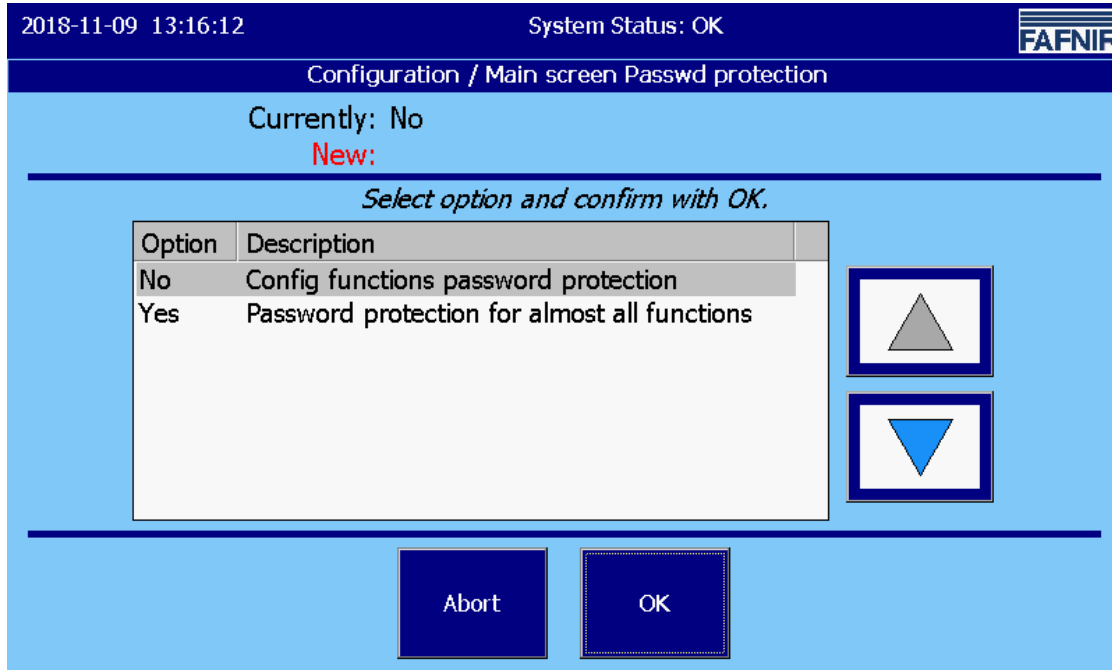 2018-11-09 13:16:12 System Status: OK FAFNIR
Configuration / Main screen Passwd protection
Currently: No
New:
Select option and confirm with OK.
Option Description
No Config functions password protection
Yes Password protection for almost all functions
Abort OK